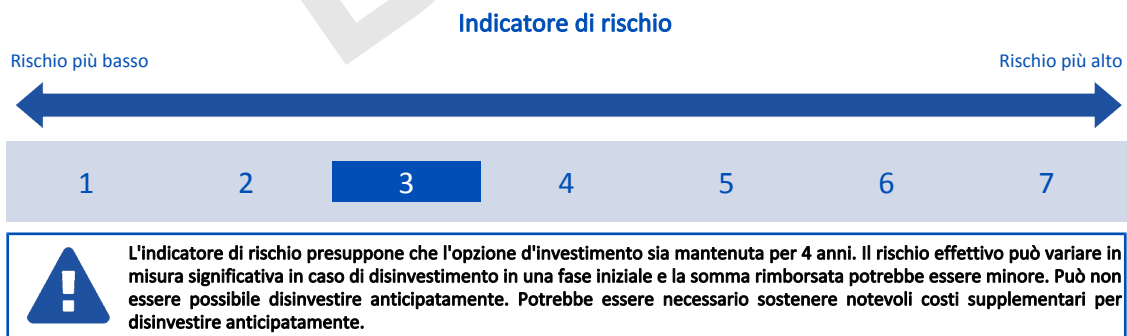 Indicatore di rischio
Rischio più basso
Rischio più alto
1 2 3 4 5 6 7
L'indicatore di rischio presuppone che l'opzione d'investimento sia mantenuta per 4 anni. Il rischio effettivo può variare in
misura significativa in caso di disinvestimento in una fase iniziale e la somma rimborsata potrebbe essere minore. Può non
essere possibile disinvestire anticipatamente. Potrebbe essere necessario sostenere notevoli costi supplementari per
disinvestire anticipatamente.